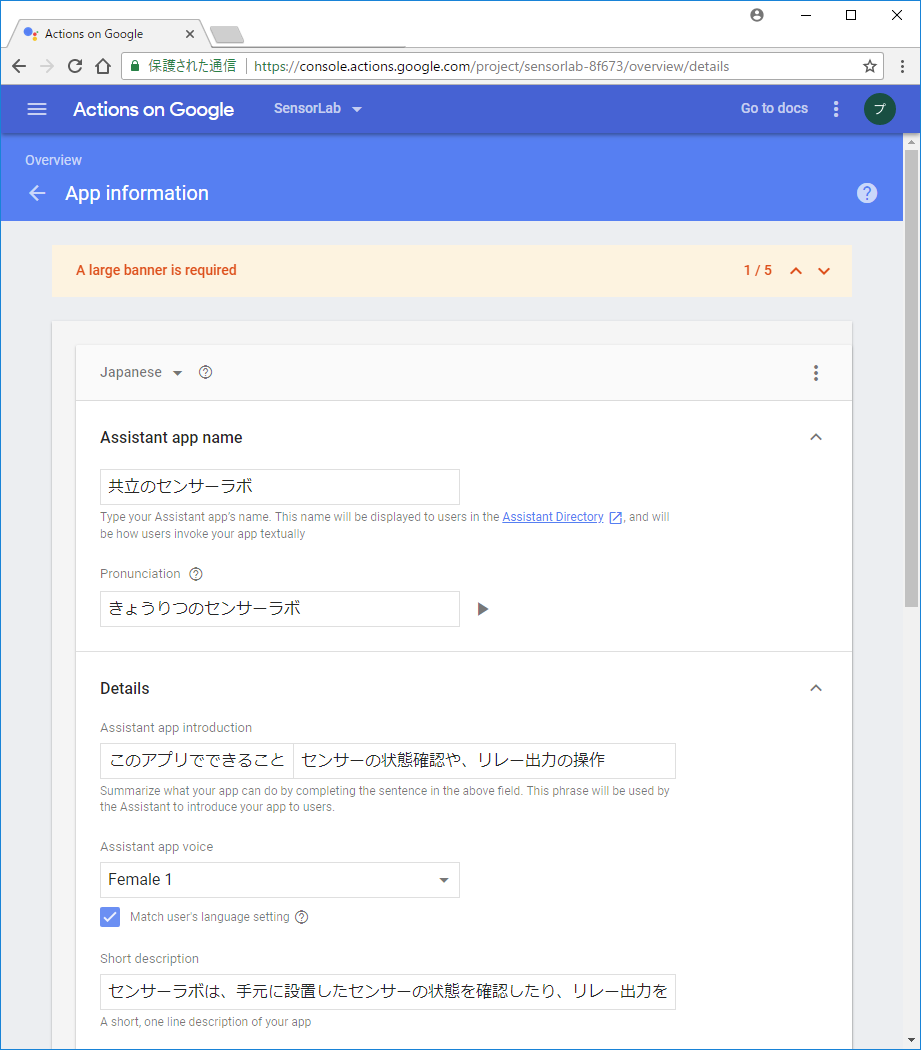 Actions on Google
保護された通信 https://console.actions.google.com/project/sensorlab-8f673/overview/details
Actions on Google SensorLab Go to docs プ
Overview
App information
A large banner is required 1 / 5
Japanese
Assistant app name
共立のセンサーラボ
Type your Assistant app's name. This name will be displayed to users in the Assistant Directory , and will
be how users invoke your app textually
Pronunciation
きょうりつのセンサーラボ
Details
Assistant app introduction
このアプリでできること センサーの状態確認や、リレー出力の操作
Summarize what your app can do by completing the sentence in the above field. This phrase will be used by
the Assistant to introduce your app to users.
Assistant app voice
Female 1
Match user's language setting
Short description
センサーラボは、手元に設置したセンサーの状態を確認したり、リレー出力を
A short, one line description of your app